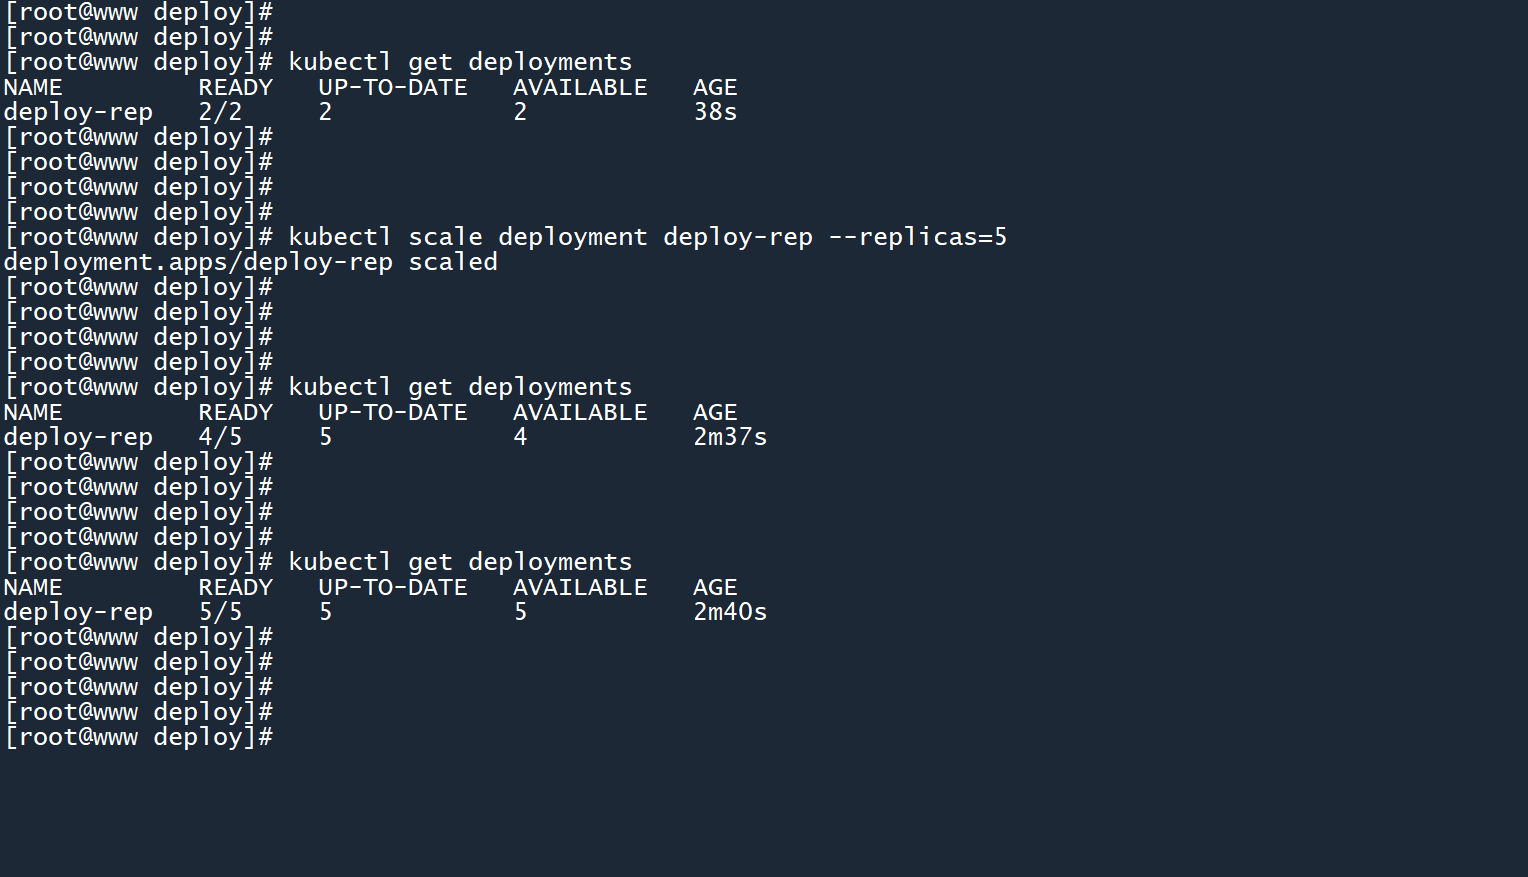 [root@www deploy]#
[root@www deploy]#
[root@www deploy]# kubectl get deployments
NAME         READY   UP-TO-DATE   AVAILABLE   AGE
deploy-rep   2/2     2            2           38s
[root@www deploy]#
[root@www deploy]#
[root@www deploy]#
[root@www deploy]#
[root@www deploy]# kubectl scale deployment deploy-rep --replicas=5
deployment.apps/deploy-rep scaled
[root@www deploy]#
[root@www deploy]#
[root@www deploy]#
[root@www deploy]#
[root@www deploy]# kubectl get deployments
NAME         READY   UP-TO-DATE   AVAILABLE   AGE
deploy-rep   4/5     5            4           2m37s
[root@www deploy]#
[root@www deploy]#
[root@www deploy]#
[root@www deploy]#
[root@www deploy]# kubectl get deployments
NAME         READY   UP-TO-DATE   AVAILABLE   AGE
deploy-rep   5/5     5            5           2m40s
[root@www deploy]#
[root@www deploy]#
[root@www deploy]#
[root@www deploy]#
[root@www deploy]#